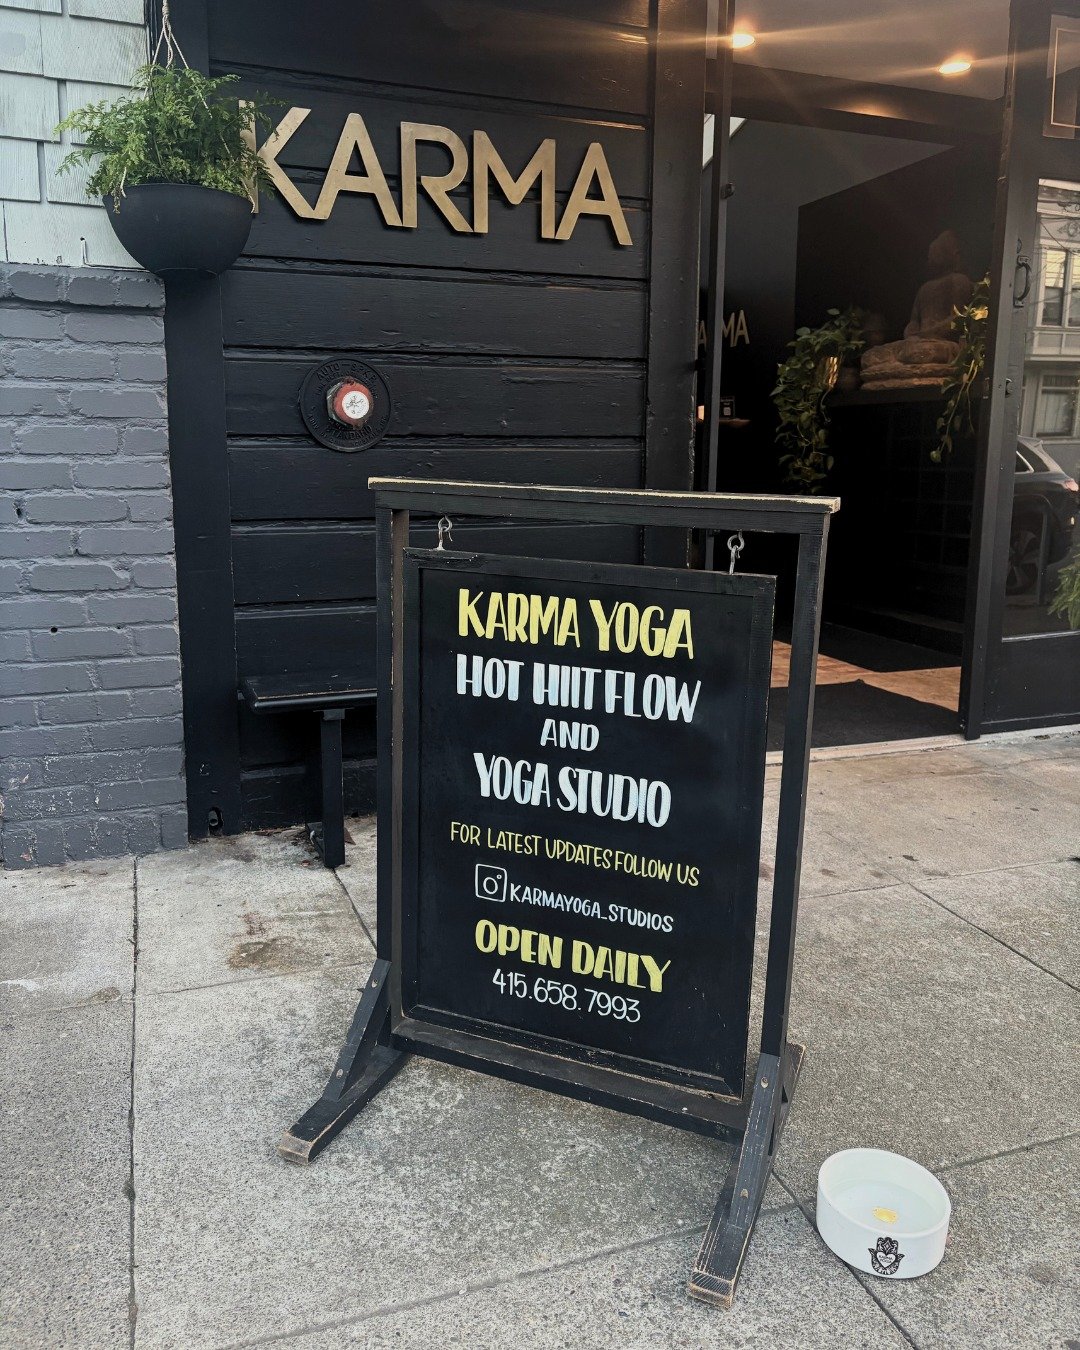 KARMA
KARMA YOGA
HOT HIIT FLOW
AND
YOGA STUDIO
FOR LATEST UPDATES FOLLOW US
KARMAYOGA_STUDIOS
OPEN DAILY
415.658.7993